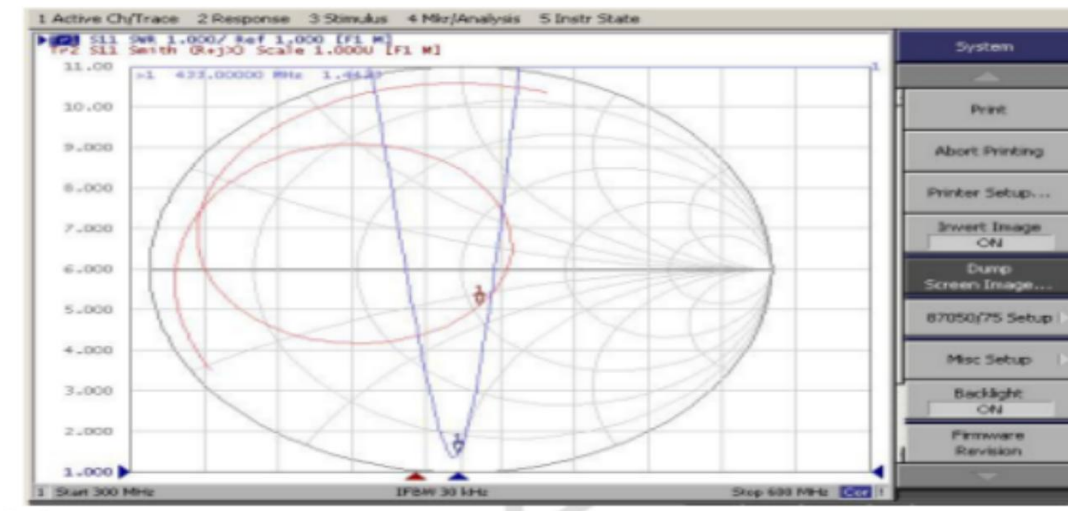 1 Active Ch/Trace 2 Response 3 Stimulus 4 Mkr/Analysis 5 Instr State
S11 SWR 1.000/ Ref 1.000 [F1 M]
Tr2 S11 Smith (R+jX) Scale 1.000U [F1 M]
>1 433.00000 MHz
1
11.00
10.00
9.000
8.000
7.000
6.000
5.000
4.000
3.000
2.000
1.000
1
1
1 Start 300 MHz IFBW 30 kHz Stop 600 MHz Cor
System
Print
Abort Printing
Printer Setup...
Invert Image
ON
Dump
Screen Image...
87050/75 Setup
Misc Setup
Backlight
ON
Firmware
Revision